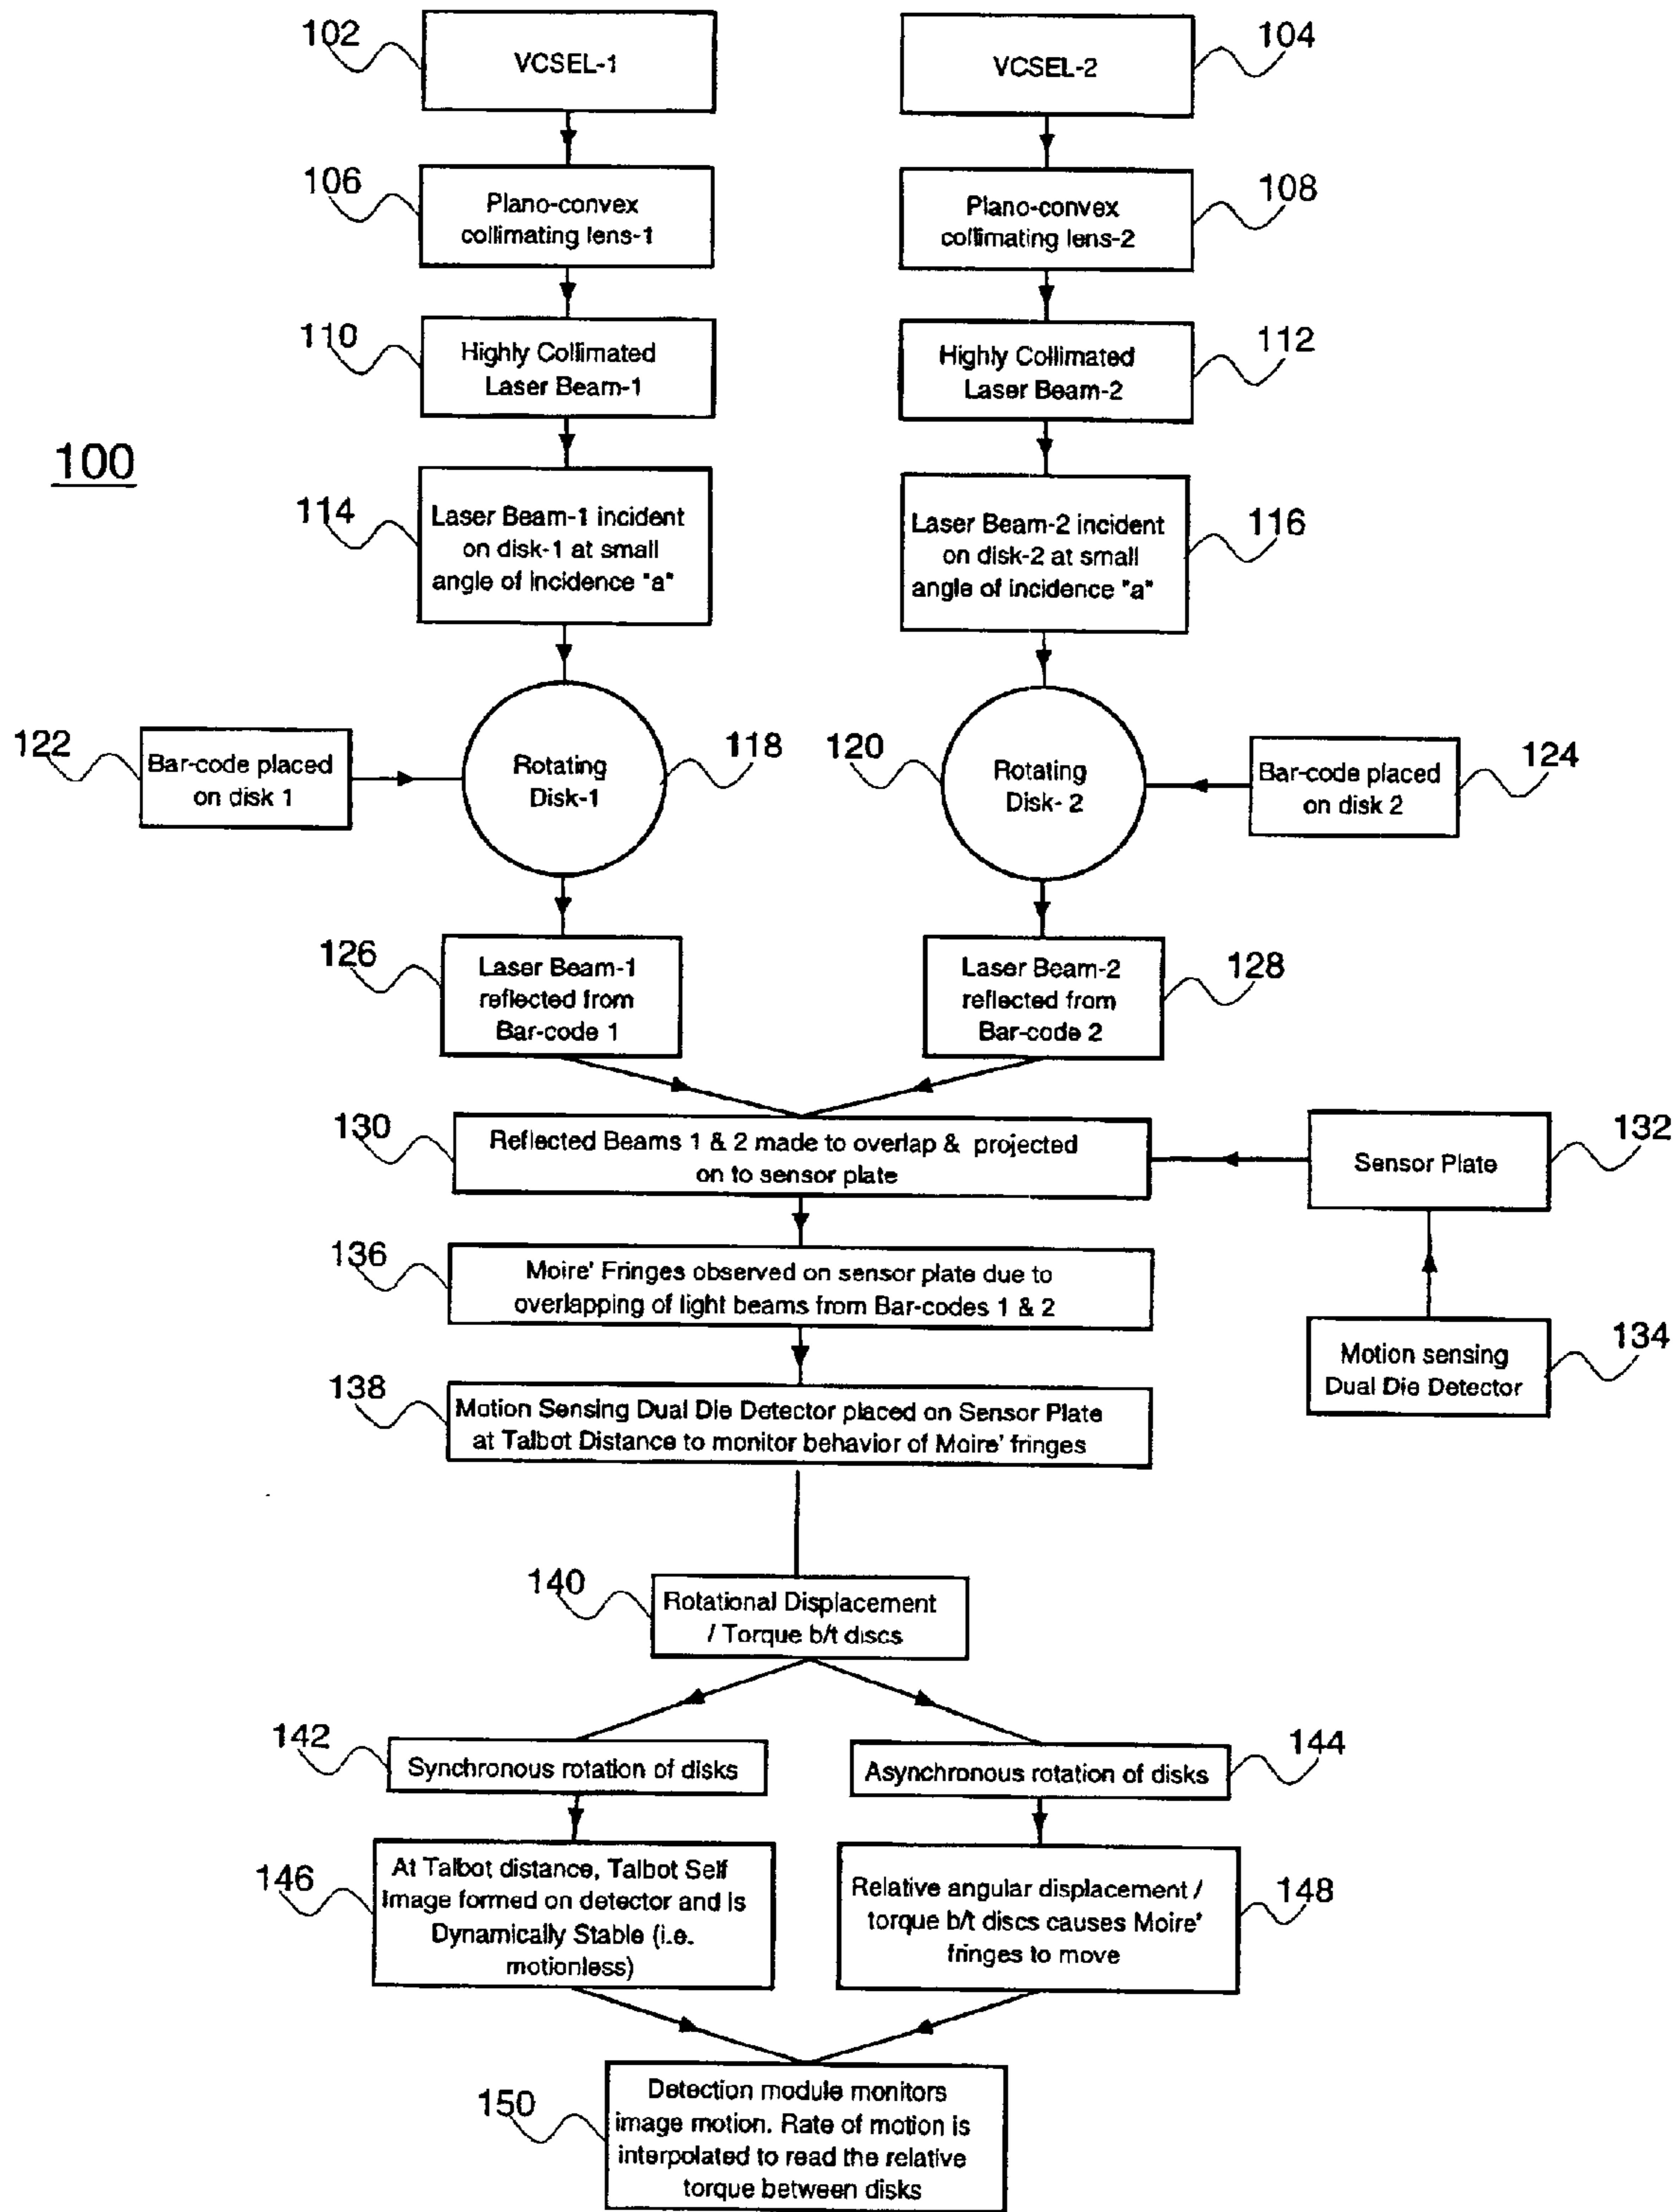 102
VCSEL-1
VCSEL-2
104
106
Plano-convex
collimating lens-1
Plano-convex
collimating lens-2
108
110
Highly Collimated
Laser Beam-1
Highly Collimated
Laser Beam-2
112
100
114
Laser Beam-1 incident
on disk-1 at small
angle of incidence "a"
Laser Beam-2 incident
on disk-2 at small
angle of incidence "a"
116
122
Bar-code placed
on disk 1
Rotating
Disk-1
118
120
Rotating
Disk- 2
Bar-code placed
on disk 2
124
126
Laser Beam-1
reflected from
Bar-code 1
Laser Beam-2
reflected from
Bar-code 2
128
130
Reflected Beams 1 & 2 made to overlap & projected
on to sensor plate
Sensor Plate
132
136
Moire' Fringes observed on sensor plate due to
overlapping of light beams from Bar-codes 1 & 2
Motion sensing
Dual Die Detector
134
138
Motion Sensing Dual Die Detector placed on Sensor Plate
at Talbot Distance to monitor behavior of Moire' fringes
140
Rotational Displacement
/ Torque b/t discs
142
Synchronous rotation of disks
Asynchronous rotation of disks
144
146
At Talbot distance, Talbot Self
Image formed on detector and is
Dynamically Stable (i.e.
motionless)
Relative angular displacement /
torque b/t discs causes Moire'
fringes to move
148
150
Detection module monitors
image motion. Rate of motion is
interpolated to read the relative
torque between disks